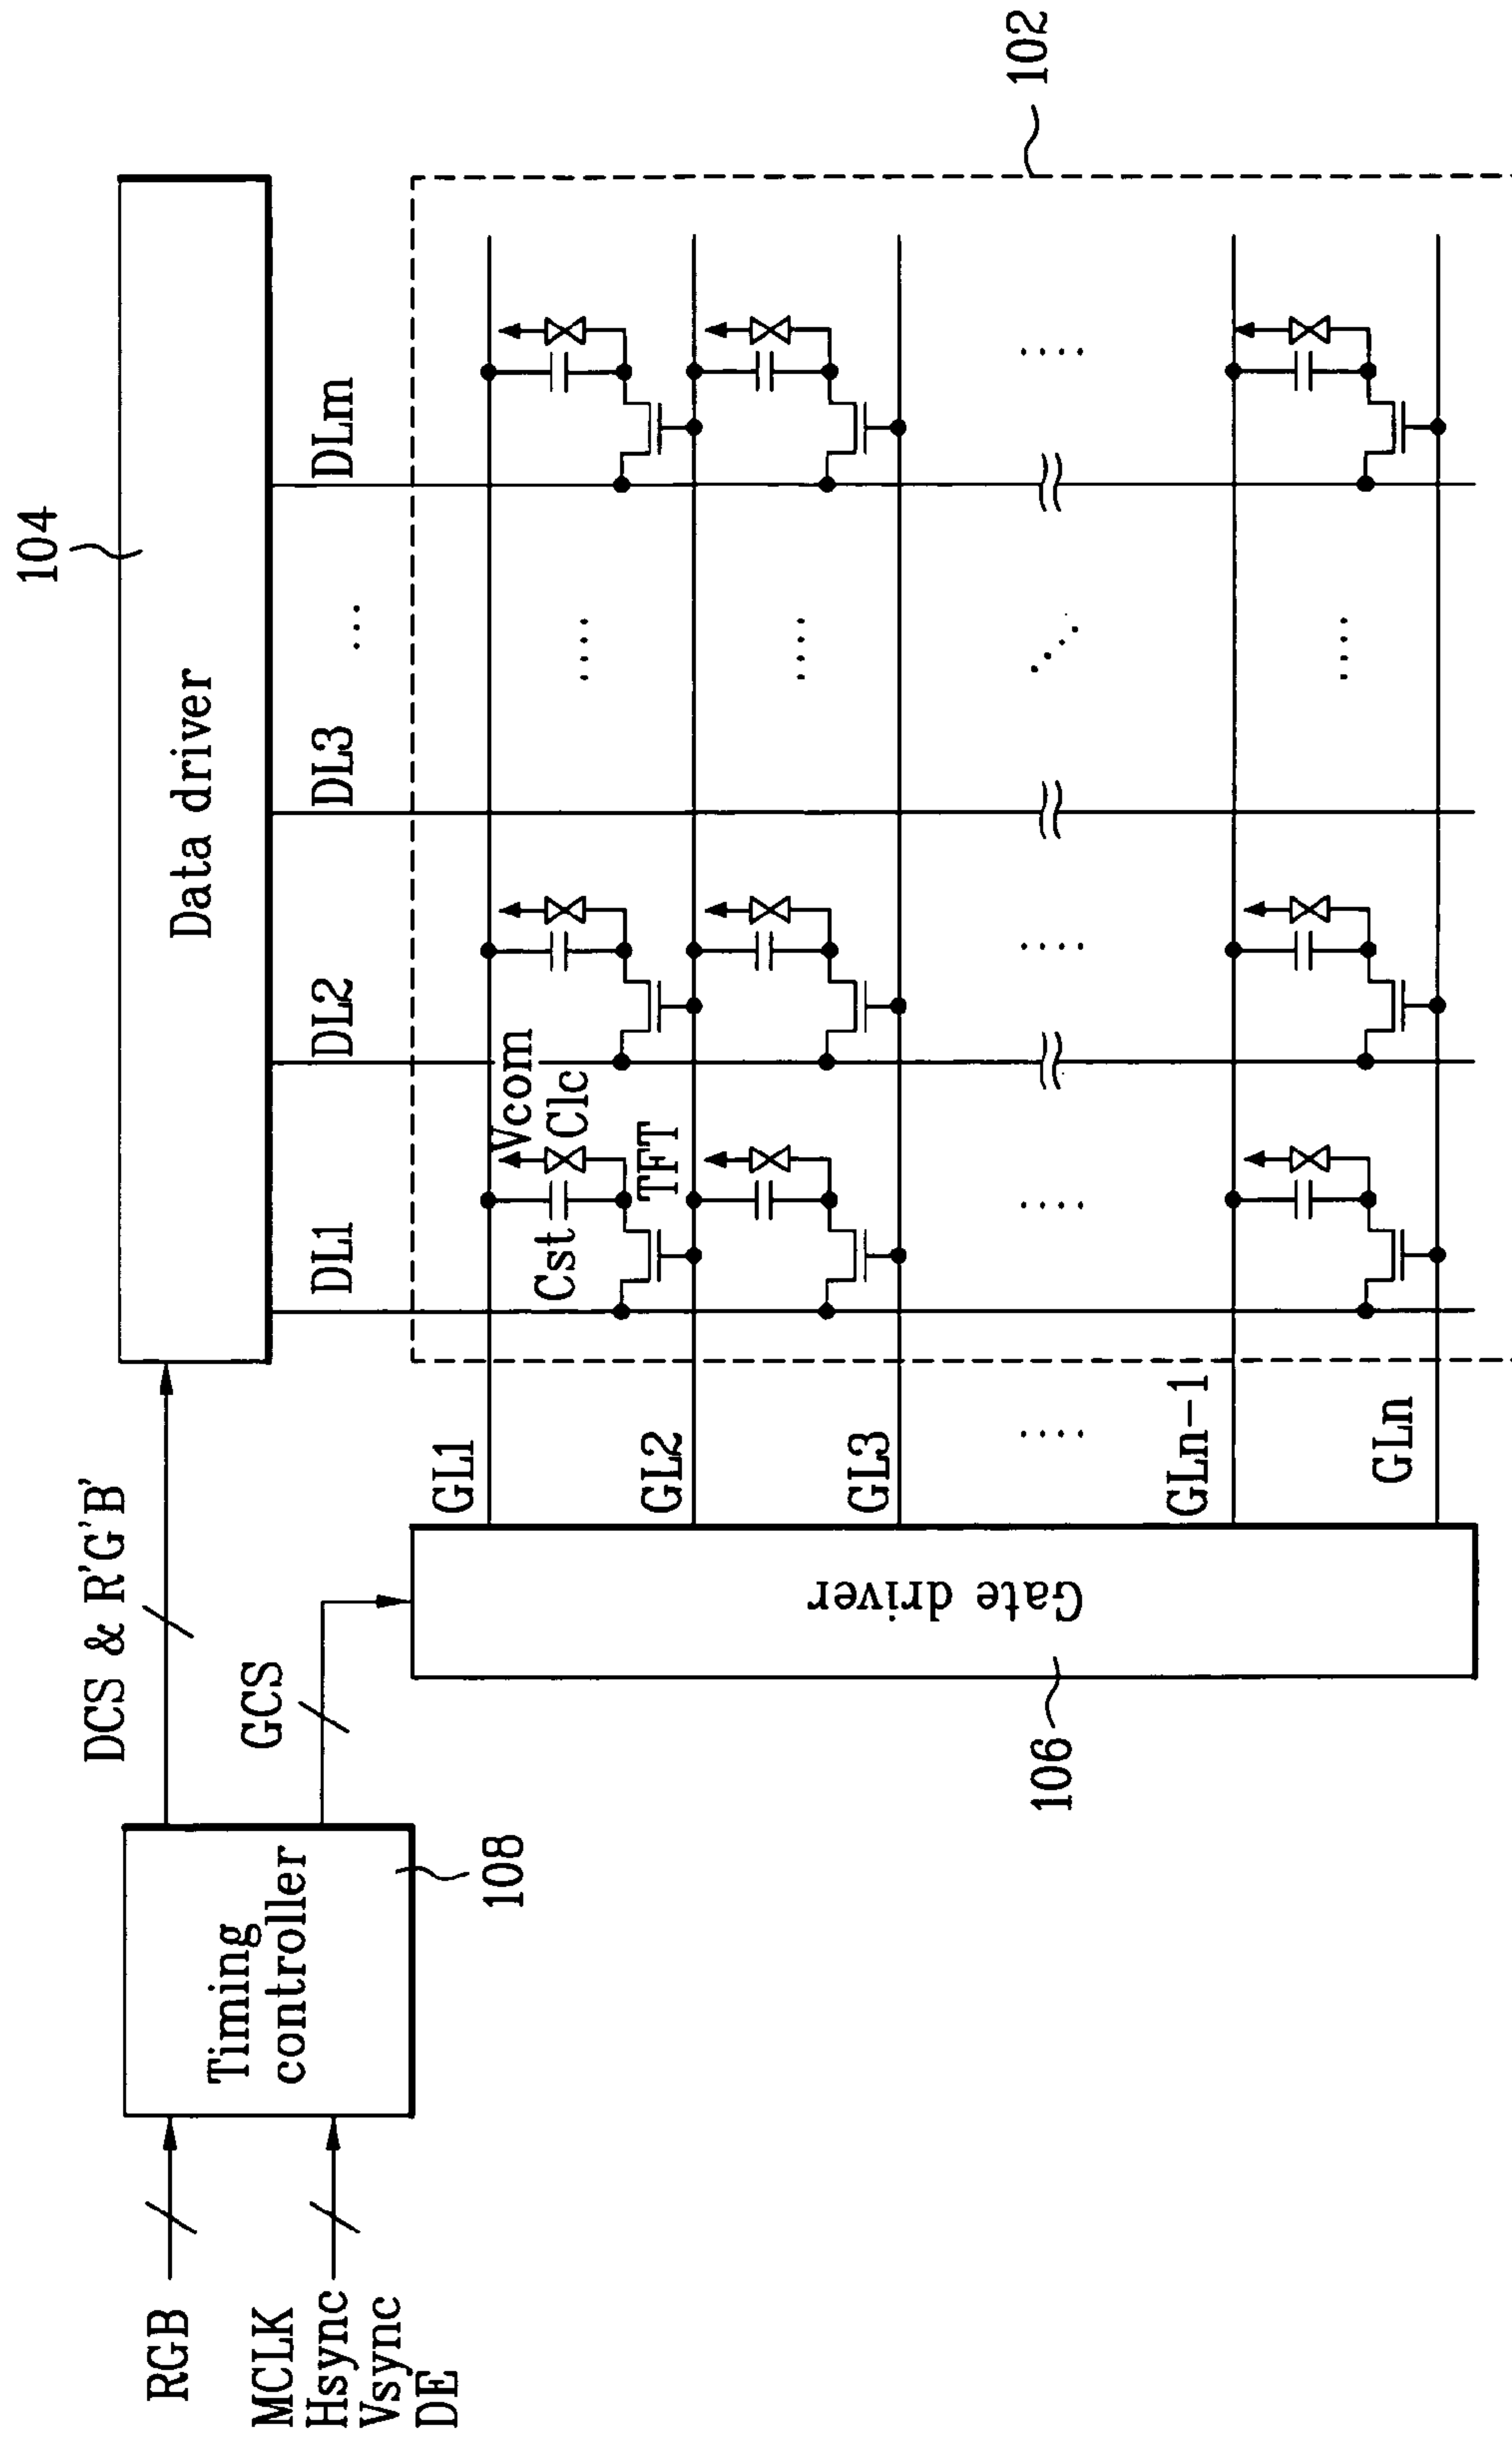 104
Data driver
DCS & R'G'B'
RGB
Timing
controller
MCLK
Hsync
Vsync
DE
GCS
108
DL1
DL2
DL3
...
DLm
102
GL1
Vcom
Clc
Cst
TFT
....
GL2
....
GL3
....
....
....
....
GLn-1
....
GLn
Gate driver
106